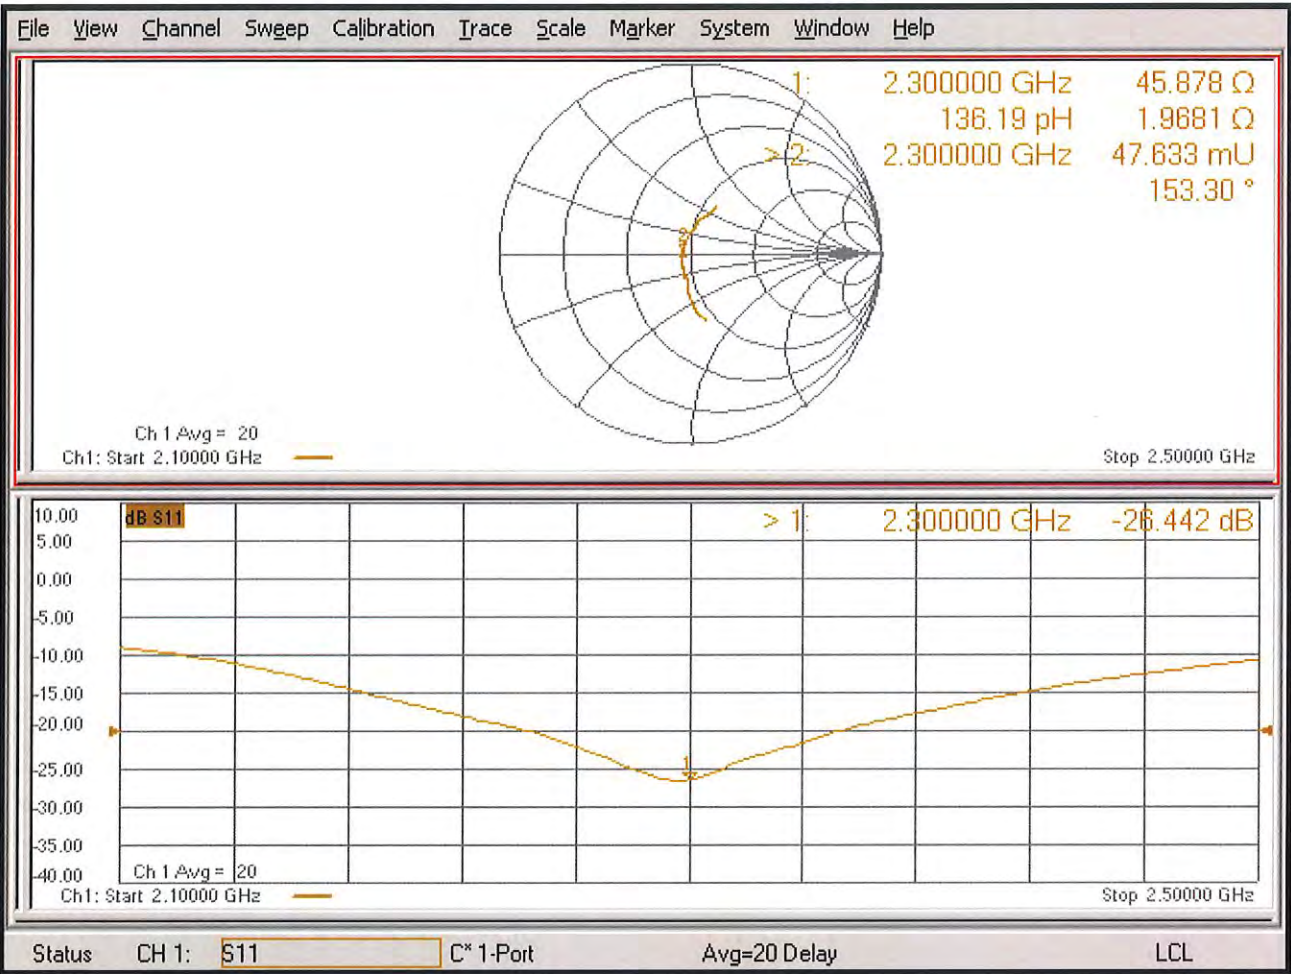 File View Channel Sweep Calibration Trace Scale Marker System Window Help
1: 2.300000 GHz 45.878 Ω
136.19 pH 1.9681 Ω
> 2: 2.300000 GHz 47.633 mU
153.30 °
2
Ch 1 Avg = 20
Ch1: Start 2.10000 GHz
Stop 2.50000 GHz
10.00
dB S11
> 1: 2.300000 GHz -26.442 dB
5.00
0.00
-5.00
-10.00
-15.00
-20.00
-25.00
1
-30.00
-35.00
-40.00
Ch 1 Avg = 20
Ch1: Start 2.10000 GHz
Stop 2.50000 GHz
Status CH 1: S11 C* 1-Port Avg=20 Delay LCL